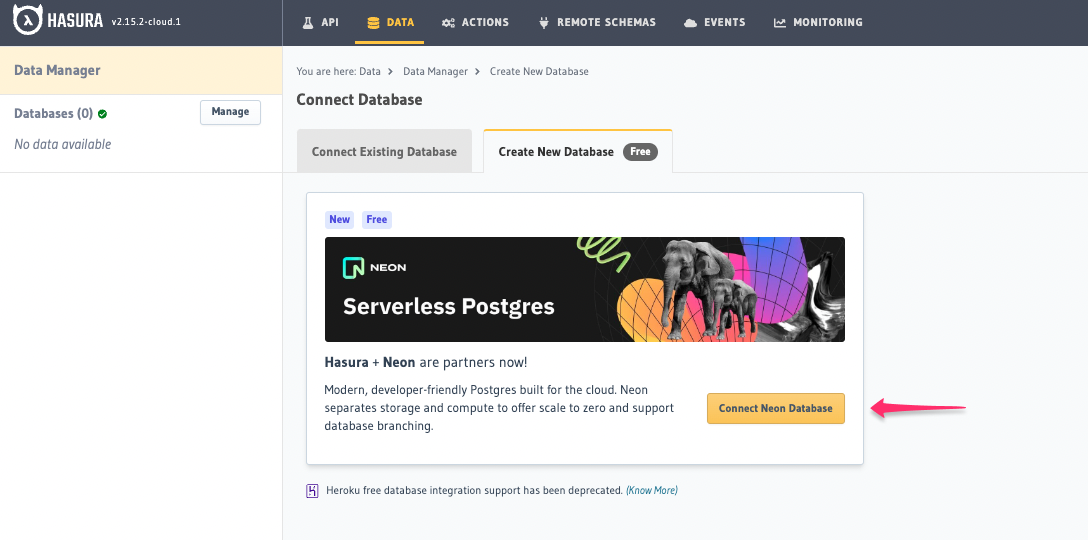 HASURA v2.15.2-cloud.1
API DATA ACTIONS REMOTE SCHEMAS EVENTS MONITORING
Data Manager
Databases (0) Manage
No data available
You are here: Data > Data Manager > Create New Database
Connect Database
Connect Existing Database Create New Database Free
New Free
NEON
Serverless Postgres
Hasura + Neon are partners now!
Modern, developer-friendly Postgres built for the cloud. Neon
separates storage and compute to offer scale to zero and support
database branching.
Connect Neon Database
Heroku free database integration support has been deprecated. (Know More)